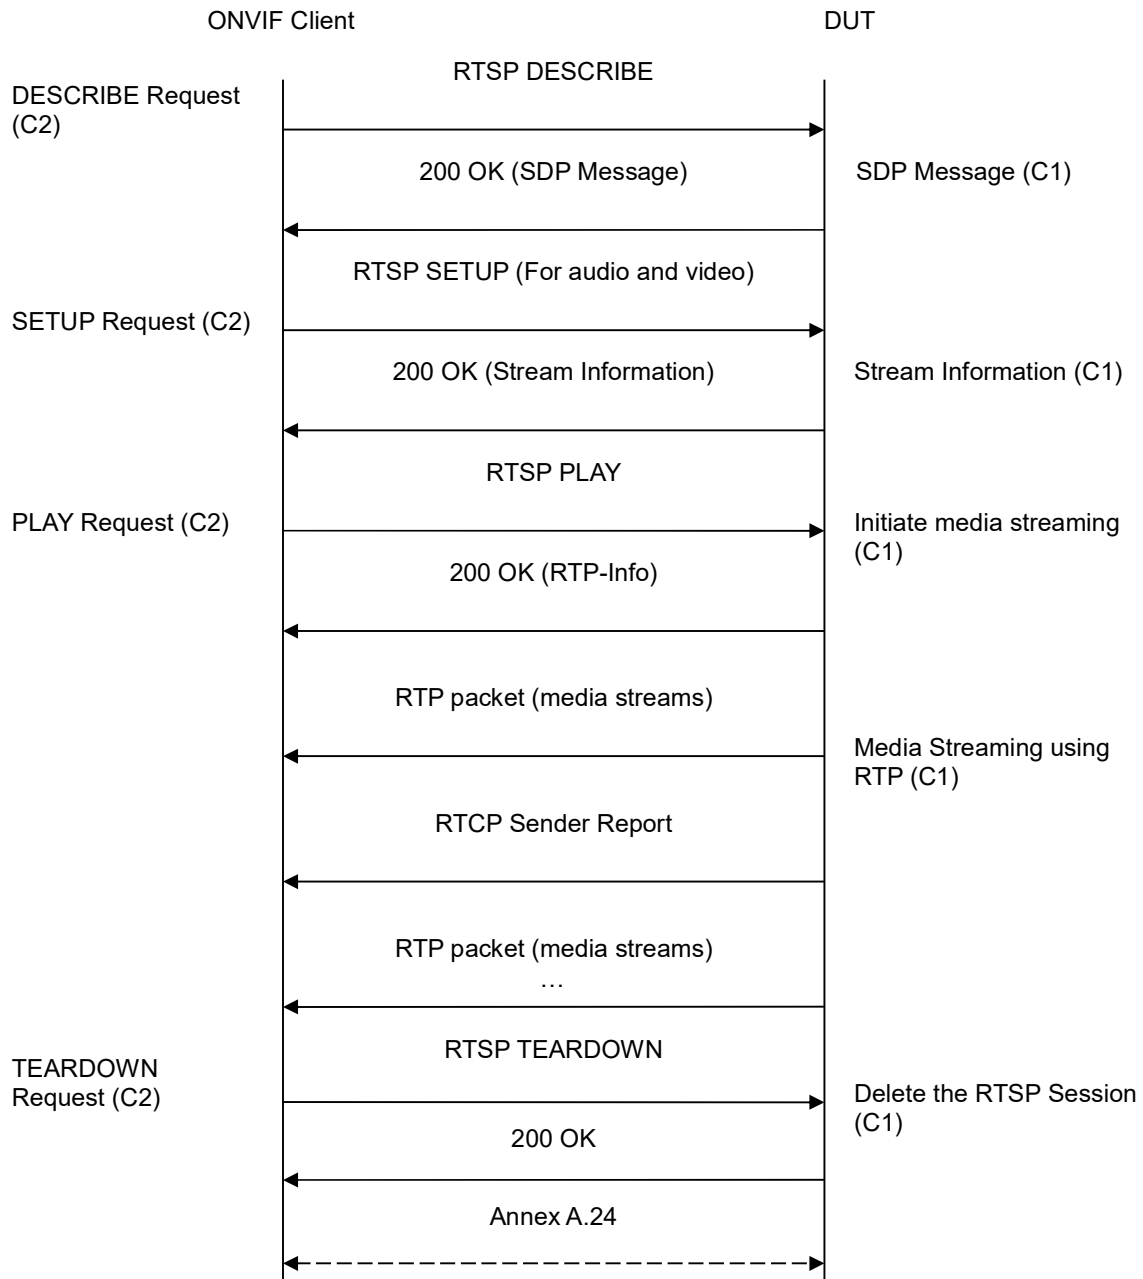 ONVIF Client
DUT
RTSP DESCRIBE
DESCRIBE Request
(C2)
200 OK (SDP Message)
SDP Message (C1)
RTSP SETUP (For audio and video)
SETUP Request (C2)
200 OK (Stream Information)
Stream Information (C1)
RTSP PLAY
PLAY Request (C2)
Initiate media streaming
(C1)
200 OK (RTP-Info)
RTP packet (media streams)
Media Streaming using
RTP (C1)
RTCP Sender Report
RTP packet (media streams)
…
RTSP TEARDOWN
TEARDOWN
Request (C2)
Delete the RTSP Session
(C1)
200 OK
Annex A.24